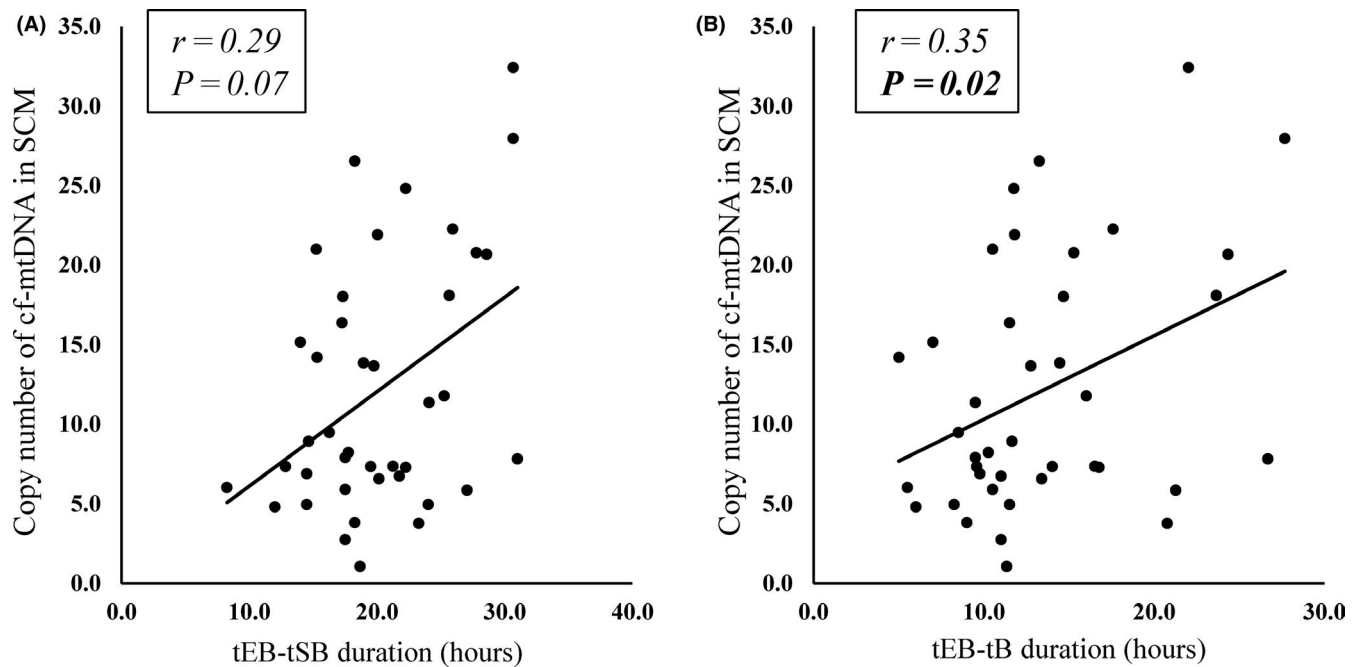 (A)
r = 0.29
P = 0.07
Copy number of cf-mtDNA in SCM
35.0
30.0
25.0
20.0
15.0
10.0
5.0
0.0
0.0 10.0 20.0 30.0 40.0
tEB-tSB duration (hours)
(B)
r = 0.35
P = 0.02
Copy number of cf-mtDNA in SCM
35.0
30.0
25.0
20.0
15.0
10.0
5.0
0.0
0.0 10.0 20.0 30.0
tEB-tB duration (hours)